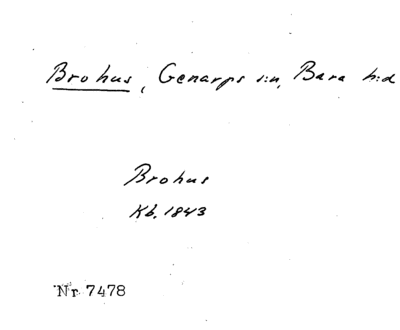 Brohus, Genarps s:n, Bara h:d
Brohus
Kb. 1843
Nr 7478